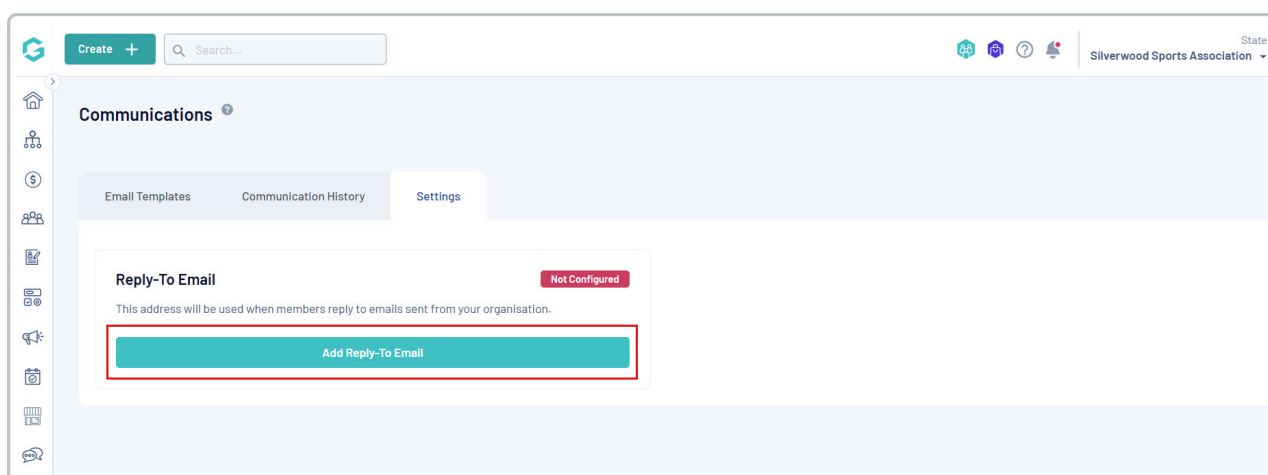 Create +
Search...
State
Silverwood Sports Association
Communications
Email Templates
Communication History
Settings
Reply-To Email
Not Configured
This address will be used when members reply to emails sent from your organisation.
Add Reply-To Email